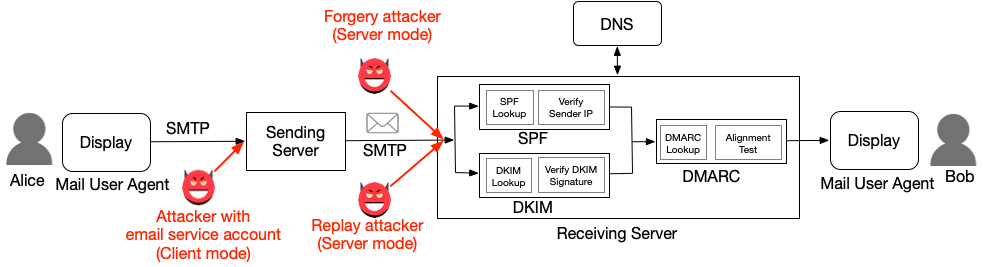 Forgery attacker
(Server mode)
DNS
Alice
Display
Mail User Agent
SMTP
Attacker with
email service account
(Client mode)
Sending
Server
SMTP
Replay attacker
(Server mode)
SPF
Lookup
Verify
Sender IP
SPF
DKIM
Lookup
Verify DKIM
Signature
DKIM
DMARC
Lookup
Alignment
Test
DMARC
Receiving Server
Display
Mail User Agent
Bob